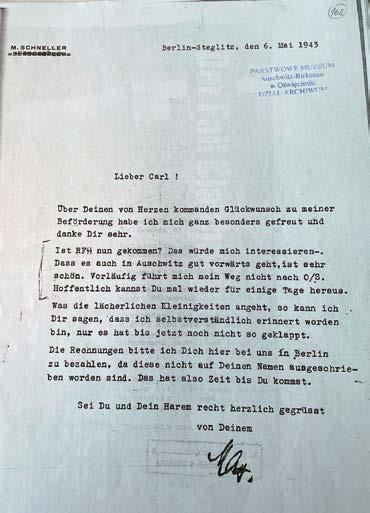 168
M. SCHNELLER
Berlin-Steglitz, den 6. Mai 1943
PAŃSTWOWE MUZEUM
Auschwitz-Birkenau
w Oświęcimiu
DZIAŁ ARCHIWUM
Lieber Carl !
Über Deinen von Herzen kommanden Glückwunsch zu meiner
Beförderung habe ich mich ganz besonders gefreut und
danke Dir sehr.
Ist RFSS nun gekommen? Das würde mich interessieren-.
Dass es auch in Auschwitz gut vorwärts geht,ist sehr
schön. Vorläufig führt mich mein Weg nicht nach O/S.
Hoffentlich kannst Du mal wieder für einige Tage heraus.
Was die lächerlichen Kleinigkeiten angeht, so kann ich
Dir sagen, dass ich selbstverständlich erinnert worden
bin, nur es hat bis jetzt noch nicht so geklappt.
Die Rechnungen bitte ich Dich hier bei uns in Berlin
zu bezahlen, da diese nicht auf Deinen Namen ausgeschrie-
ben worden sind. Das hat also Zeit bis Du kommst.
Sei Du und Dein Harem recht herzlich gegrüsst
von Deinem